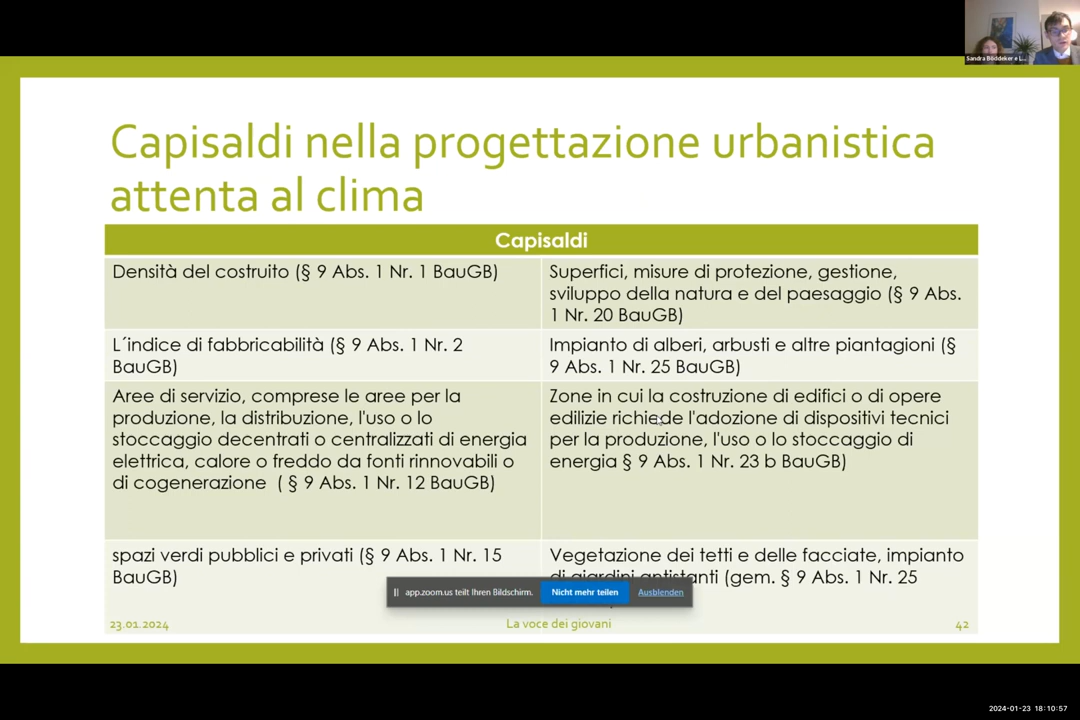 Sandra Böddeker e L...
Capisaldi nella progettazione urbanistica
attenta al clima
Capisaldi
Densità del costruito (§ 9 Abs. 1 Nr. 1 BauGB)
Superfici, misure di protezione, gestione,
sviluppo della natura e del paesaggio (§ 9 Abs.
1 Nr. 20 BauGB)
L´indice di fabbricabilità (§ 9 Abs. 1 Nr. 2
BauGB)
Impianto di alberi, arbusti e altre piantagioni (§
9 Abs. 1 Nr. 25 BauGB)
Aree di servizio, comprese le aree per la
produzione, la distribuzione, l'uso o lo
stoccaggio decentrati o centralizzati di energia
elettrica, calore o freddo da fonti rinnovabili o
di cogenerazione ( § 9 Abs. 1 Nr. 12 BauGB)
Zone in cui la costruzione di edifici o di opere
edilizie richiede l'adozione di dispositivi tecnici
per la produzione, l'uso o lo stoccaggio di
energia § 9 Abs. 1 Nr. 23 b BauGB)
spazi verdi pubblici e privati (§ 9 Abs. 1 Nr. 15
BauGB)
Vegetazione dei tetti e delle facciate, impianto
di giardini antistanti (gem. § 9 Abs. 1 Nr. 25
app.zoom.us teilt Ihren Bildschirm.
Nicht mehr teilen
Ausblenden
23.01.2024
La voce dei giovani
42
2024-01-23 18:10:57